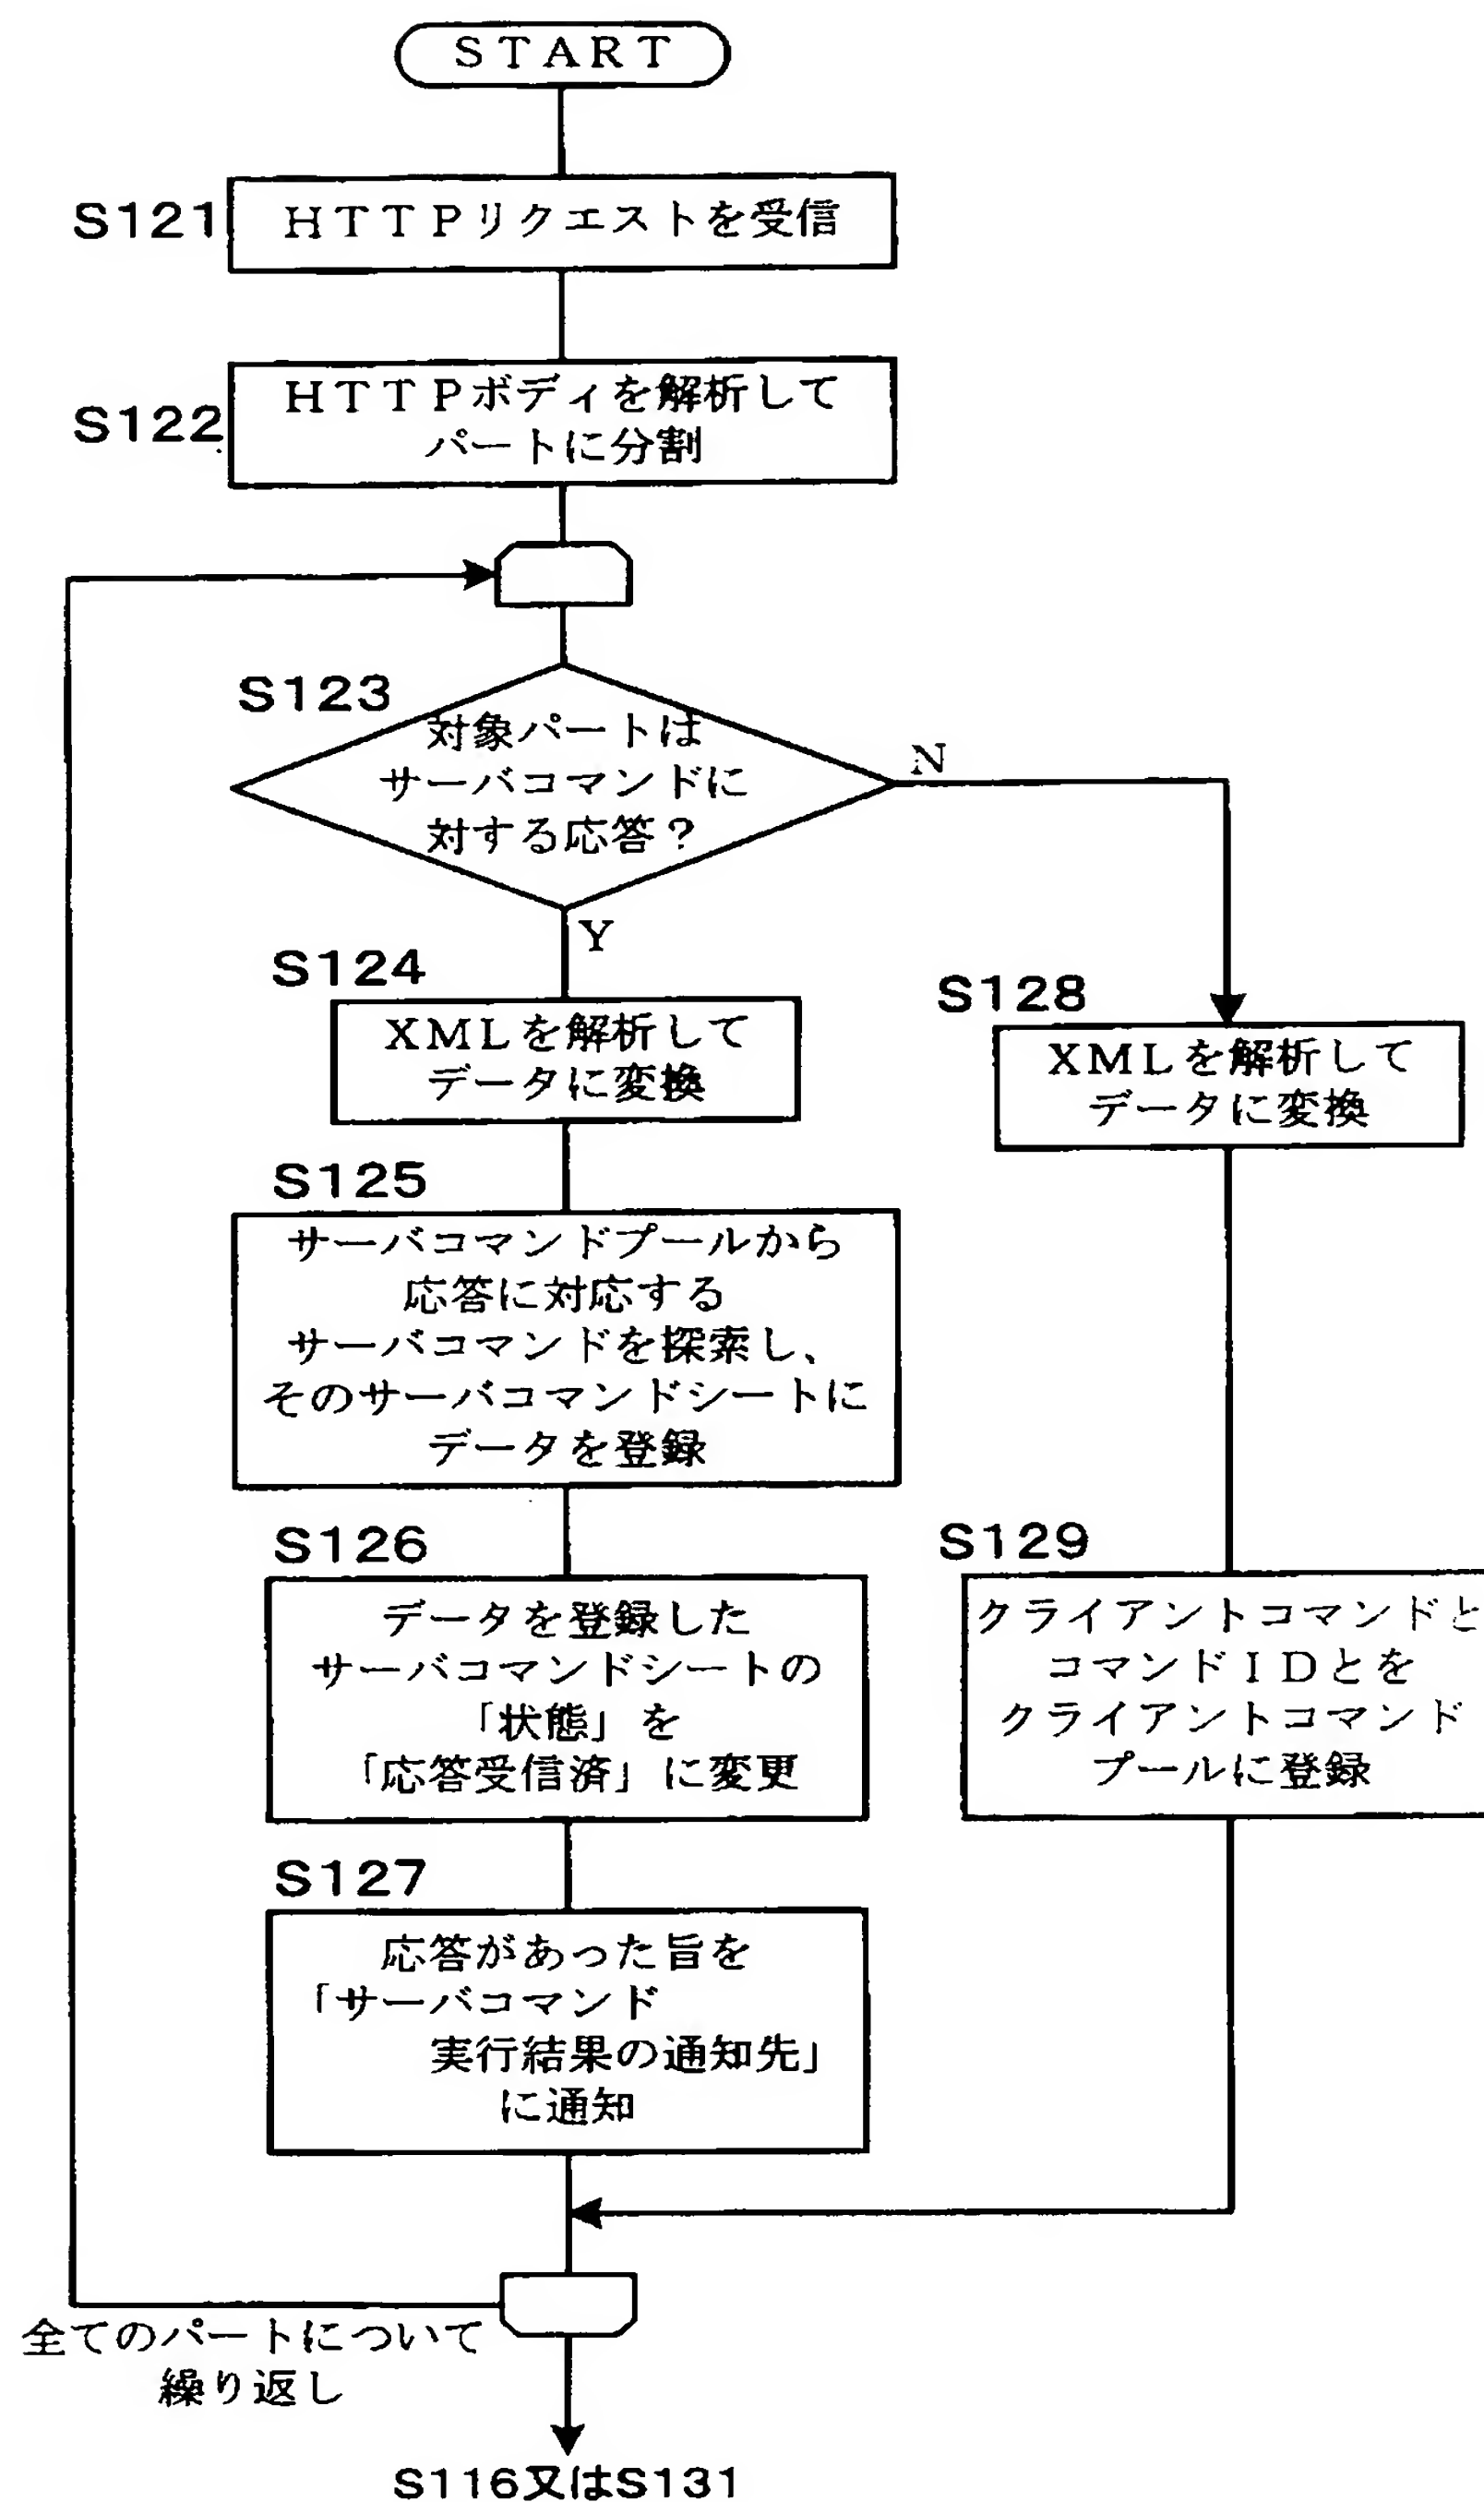 START
S121
HTTPリクエストを受信
S122
HTTPボディを解析して
パートに分割
S123
対象パートは
サーバコマンドに
対する応答？
N
Y
S124
XMLを解析して
データに変換
S128
XMLを解析して
データに変換
S125
サーバコマンドプールから
応答に対応する
サーバコマンドを探索し、
そのサーバコマンドシートに
データを登録
S126
データを登録した
サーバコマンドシートの
「状態」を
「応答受信済」に変更
S129
クライアントコマンドと
コマンドIDとを
クライアントコマンド
プールに登録
S127
応答があった旨を
「サーバコマンド
実行結果の通知先」
に通知
全てのパートについて
繰り返し
S116又はS131